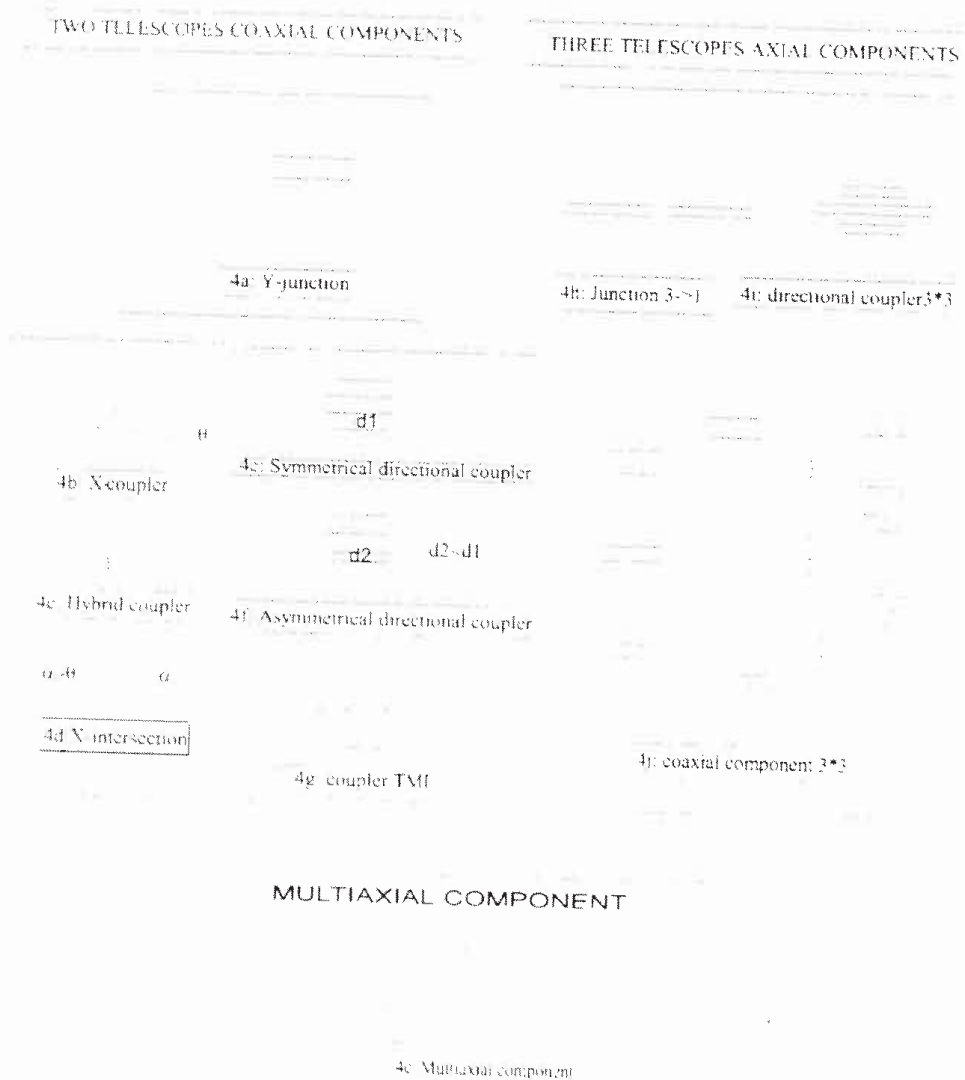 TWO TELESCOPES COAXIAL COMPONENTS
THREE TELESCOPES AXIAL COMPONENTS
4a: Y-junction
4h: Junction 3->1
4i: directional coupler3*3
θ
d1
4b X-coupler
4e: Symmetrical directional coupler
d2
d2~d1
4c Hybrid coupler
4f Asymmetrical directional coupler
α
4d X-intersection
4g coupler TMI
4j: coaxial component 3*3
MULTIAXIAL COMPONENT
4c Multiaxial component